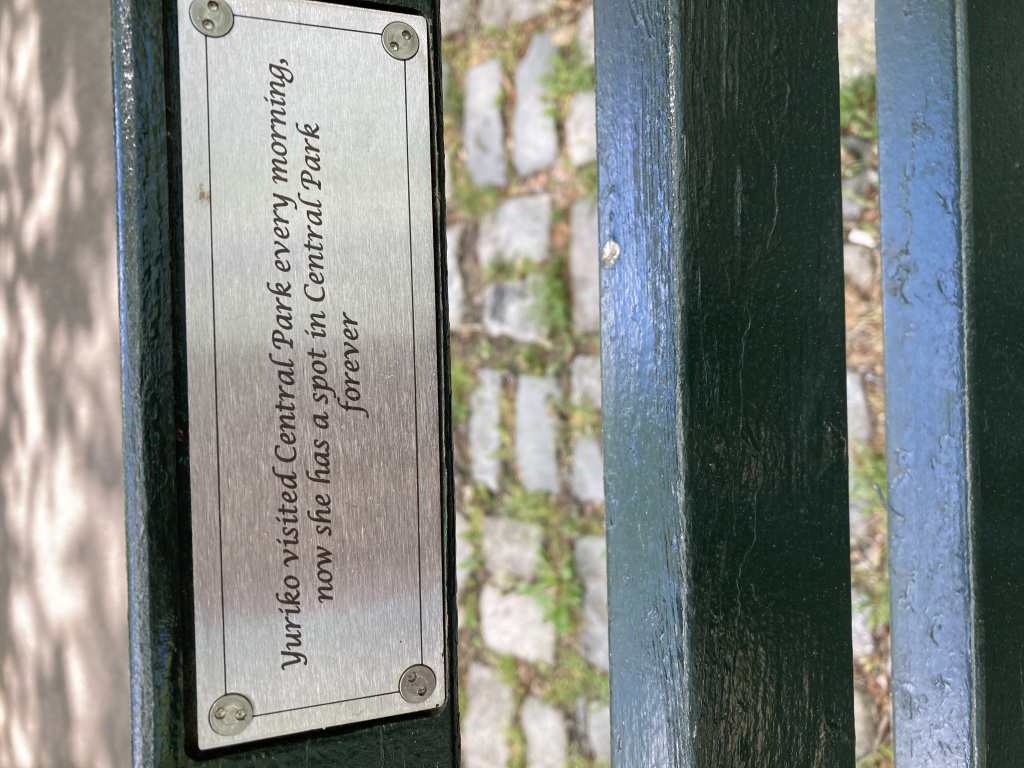 Yuriko visited Central Park every morning,
now she has a spot in Central Park
forever